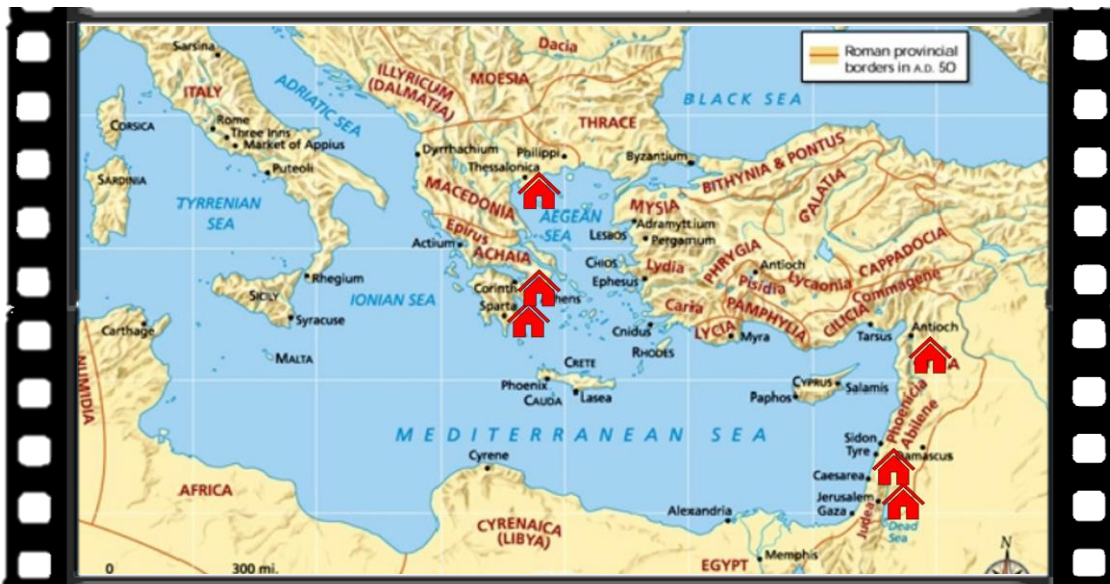 Sarsina
Dacia
Roman provincial
borders in A.D. 50
ILLYRICUM
(DALMATIA)
MOESIA
ITALY
ADRIATIC SEA
BLACK SEA
CORSICA
Rome
Three Inns
Market of Appius
THRACE
Dyrrhachium
Philippi
Byzantium
BITHYNIA & PONTUS
Puteoli
Thessalonica
SARDINIA
MACEDONIA
GALATIA
TYRRENIAN
SEA
AEGEAN
SEA
MYSIA
Adramyttium
LESBOS
Pergamum
Epirus
Actium
ACHAIA
PHRYGIA
CAPPADOCIA
CHIOS
Lydia
Antioch
Rhegium
Corinth
hens
Ephesus
Pisidia
Lycaonia
Commagene
SICILY
IONIAN SEA
Sparta
Caria
PAMPHYLIA
CILICIA
Syracuse
Carthage
Cnidus
LYCIA
Myra
Tarsus
Antioch
MALTA
RHODES
CRETE
A
NUMIDIA
Phoenix
CAUDA
Lasea
CYPRUS
Salamis
Paphos
Phoenicia
Abilene
MEDITERRANEAN SEA
Sidon
Tyre
amascus
Cyrene
Caesarea
AFRICA
Jerusalem
Alexandria
Gaza
Judea
Dead
Sea
CYRENAICA
(LIBYA)
N
Memphis
EGYPT
0 300 mi.